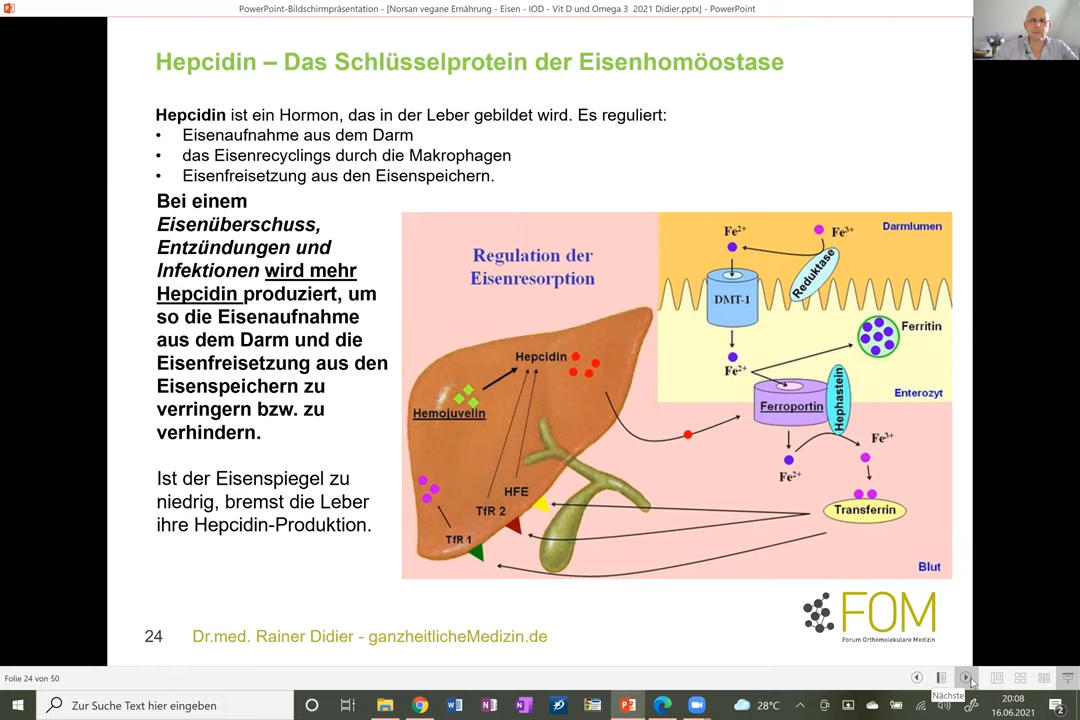 PowerPoint-Bildschirmpräsentation - [Norsan vegane Ernährung - Eisen - IOD - Vit D und Omega 3 2021 Didier.pptx] - PowerPoint
Hepcidin – Das Schlüsselprotein der Eisenhomöostase
Hepcidin ist ein Hormon, das in der Leber gebildet wird. Es reguliert:
• Eisenaufnahme aus dem Darm
• das Eisenrecyclings durch die Makrophagen
• Eisenfreisetzung aus den Eisenspeichern.
Bei einem
Eisenüberschuss,
Entzündungen und
Infektionen wird mehr
Hepcidin produziert, um
so die Eisenaufnahme
aus dem Darm und die
Eisenfreisetzung aus den
Eisenspeichern zu
verringern bzw. zu
verhindern.
Ist der Eisenspiegel zu
niedrig, bremst die Leber
ihre Hepcidin-Produktion.
Regulation der
Eisenresorption
Fe2+
Fe3+
Darmlumen
Reduktase
DMT-1
Ferritin
Fe2+
Enterozyt
Hepcidin
Hemojuvelin
Ferroportin
Hephastein
Fe3+
Fe2+
HFE
TfR 2
TfR 1
Transferrin
Blut
FOM
Forum Orthomolekulare Medizin
24 Dr.med. Rainer Didier - ganzheitlicheMedizin.de
Folie 24 von 50
Nächste
Zur Suche Text hier eingeben
28°C
20:08
16.06.2021
2